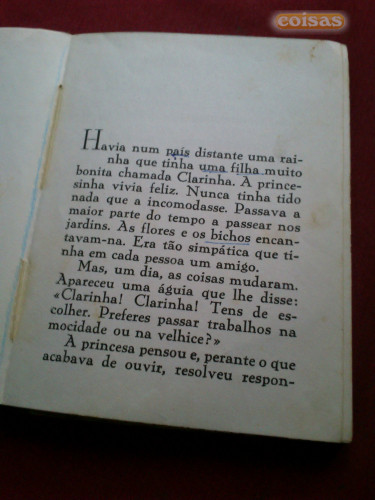 coisas
Havia num país distante uma rai-
nha que tinha uma filha muito
bonita chamada Clarinha. A prince-
sinha vivia feliz. Nunca tinha tido
nada que a incomodasse. Passava a
maior parte do tempo a passear nos
jardins. As flores e os bichos encan-
tavam-na. Era tão simpática que ti-
nha em cada pessoa um amigo.
Mas, um dia, as coisas mudaram.
Apareceu uma águia que lhe disse:
«Clarinha! Clarinha! Tens de es-
colher. Preferes passar trabalhos na
mocidade ou na velhice?»
A princesa pensou e, perante o que
acabava de ouvir, resolveu respon-